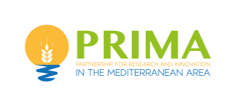 PRIMA
PARTNERSHIP FOR RESEARCH AND INNOVATION
IN THE MEDITERRANEAN AREA